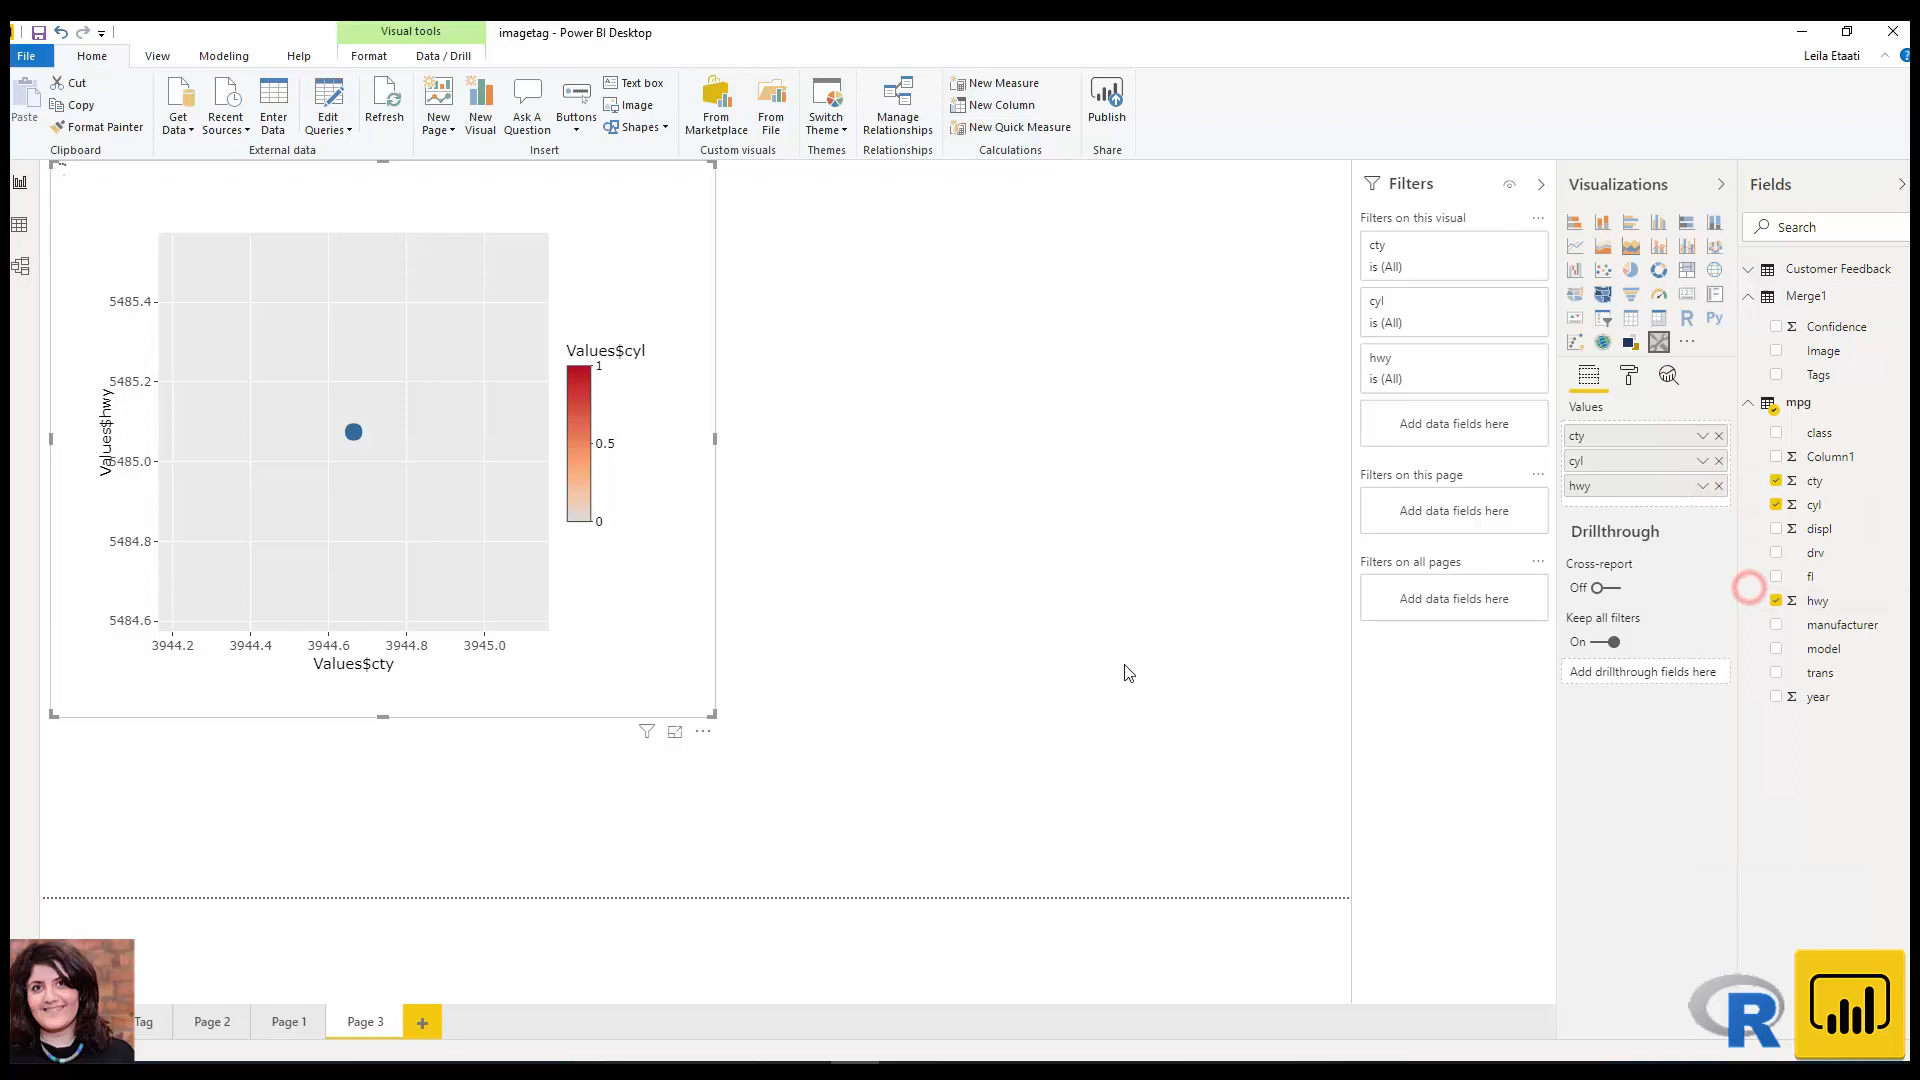 Visual tools
imagetag - Power BI Desktop
File Home View Modeling Help Format Data / Drill
Leila Etaati
Paste
Cut
Copy
Format Painter
Clipboard
Get Data
Recent Sources
Enter Data
Edit Queries
Refresh
External data
New Page
New Visual
Ask A Question
Buttons
Text box
Image
Shapes
Insert
From Marketplace
From File
Custom visuals
Switch Theme
Themes
Manage Relationships
Relationships
New Measure
New Column
New Quick Measure
Calculations
Publish
Share
Values$hwy
5485.4
5485.2
5485.0
5484.8
5484.6
3944.2 3944.4 3944.6 3944.8 3945.0
Values$cty
Values$cyl
1
0.5
0
Filters
Filters on this visual
cty
is (All)
cyl
is (All)
hwy
is (All)
Add data fields here
Filters on this page
Add data fields here
Filters on all pages
Add data fields here
Visualizations
R Py
Values
cty
cyl
hwy
Drillthrough
Cross-report
Off
Keep all filters
On
Add drillthrough fields here
Fields
Search
Customer Feedback
Merge1
Confidence
Image
Tags
mpg
class
Column1
cty
cyl
displ
drv
fl
hwy
manufacturer
model
trans
year
Tag Page 2 Page 1 Page 3
R